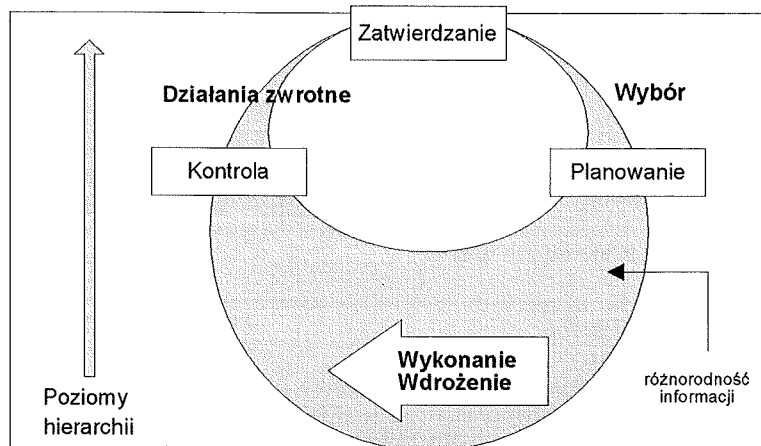 Zatwierdzanie
Działania zwrotne
Wybór
Kontrola
Planowanie
Wykonanie
Wdrożenie
różnorodność
informacji
Poziomy
hierarchii